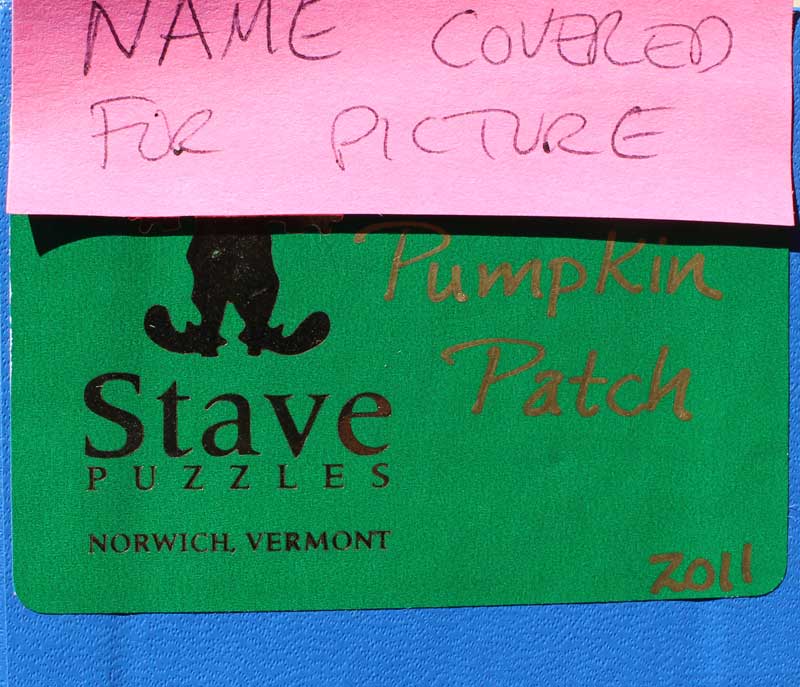 NAME COVERED
FOR PICTURE
Pumpkin
Patch
Stave
PUZZLES
NORWICH, VERMONT
2011